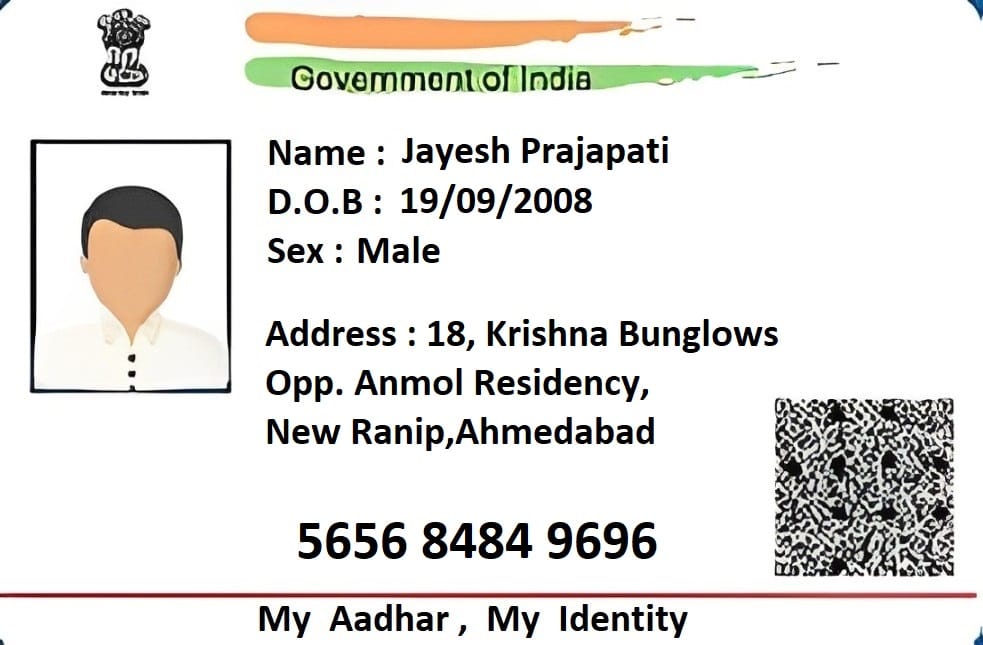 Government of India
Name : Jayesh Prajapati
D.O.B : 19/09/2008
Sex : Male
Address : 18, Krishna Bunglows
Opp. Anmol Residency,
New Ranip,Ahmedabad
5656 8484 9696
My Aadhar , My Identity